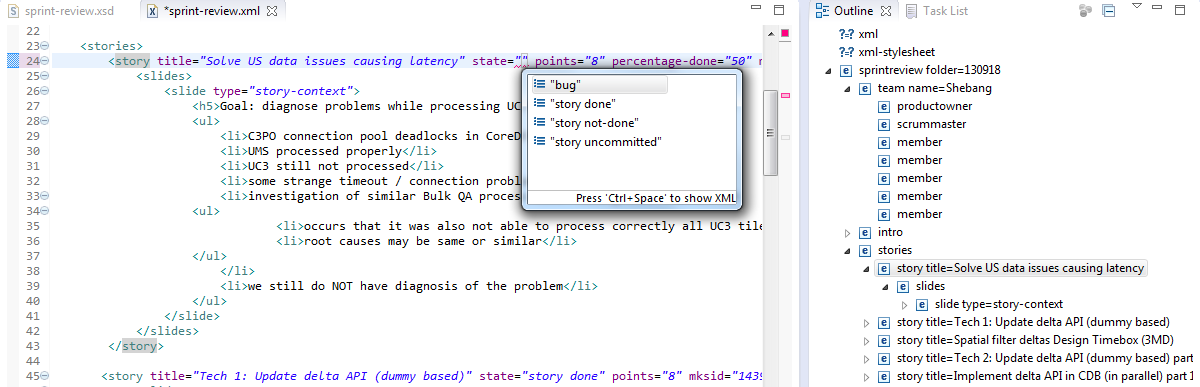 sprint-review.xsd
*sprint-review.xml
22
23 <stories>
24 <story title="Solve US data issues causing latency" state="" points="8" percentage-done="50"
25 <slides>
26 <slide type="story-context">
27 <h5>Goal: diagnose problems while processing UC
28 <ul>
29 <li>C3PO connection pool deadlocks in CoreD
30 <li>UMS processed properly</li>
31 <li>UC3 still not processed</li>
32 <li>some strange timeout / connection probl
33 <li>investigation of similar Bulk QA proces
34 <ul>
35 <li>occurs that it was also not able to process correctly all UC3 tile
36 <li>root causes may be same or similar</li>
37 </ul>
38 </li>
39 <li>we still do NOT have diagnosis of the problem</li>
40 </ul>
41 </slide>
42 </slides>
43 </story>
44
45 <story title="Tech 1: Update delta API (dummy based)" state="story done" points="8" mksid="1439
"bug"
"story done"
"story not-done"
"story uncommitted"
Press 'Ctrl+Space' to show XML
Outline
Task List
xml
xml-stylesheet
sprintreview folder=130918
team name=Shebang
productowner
scrummaster
member
member
member
member
member
intro
stories
story title=Solve US data issues causing latency
slides
slide type=story-context
story title=Tech 1: Update delta API (dummy based)
story title=Spatial filter deltas Design Timebox (3MD)
story title=Tech 2: Update delta API (dummy based) part
story title=Implement delta API in CDB (in parallel) part 1